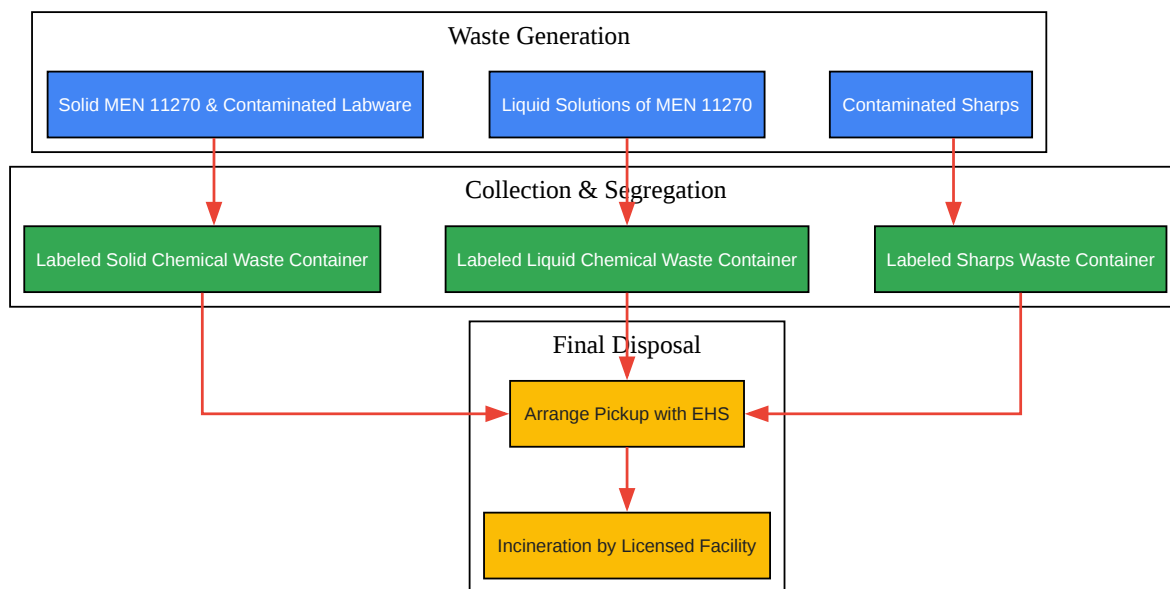 Waste Generation
Solid MEN 11270 & Contaminated Labware
Liquid Solutions of MEN 11270
Contaminated Sharps
Collection & Segregation
Labeled Solid Chemical Waste Container
Labeled Liquid Chemical Waste Container
Labeled Sharps Waste Container
Final Disposal
Arrange Pickup with EHS
Incineration by Licensed Facility